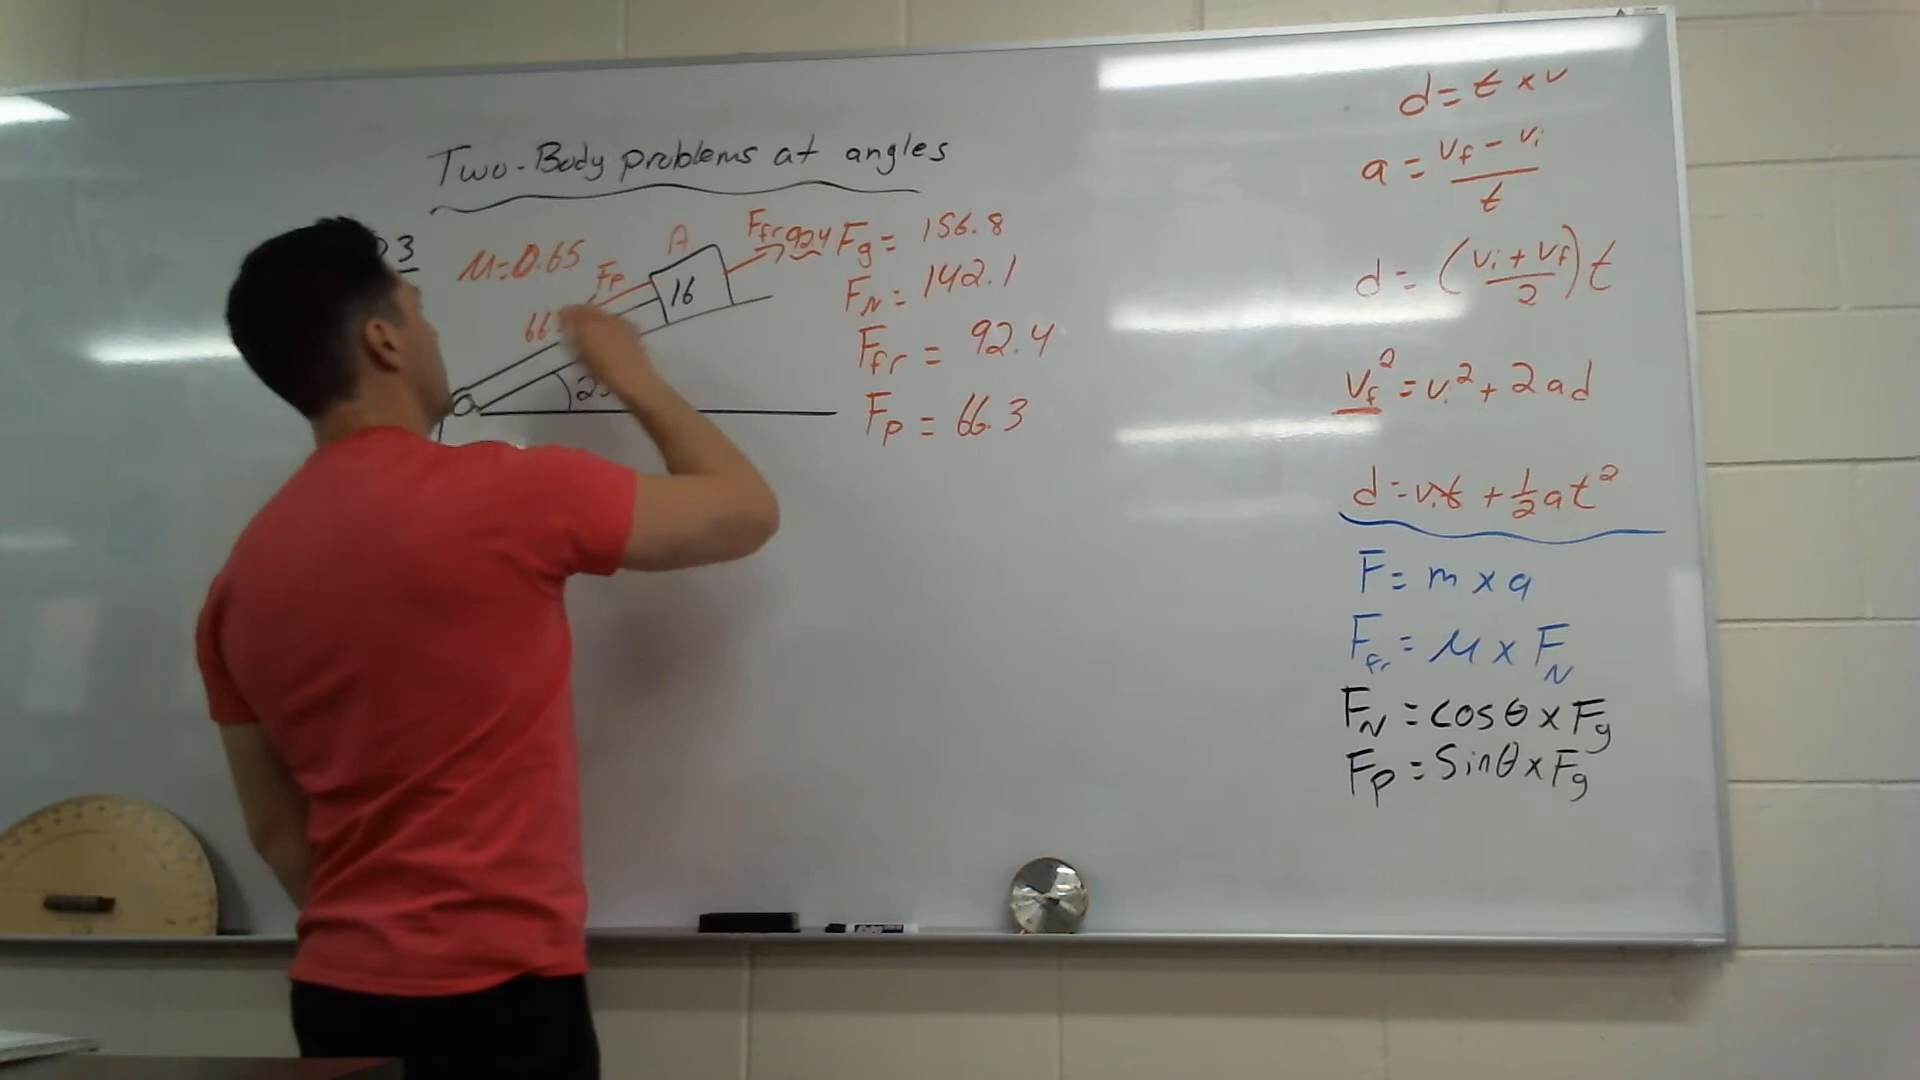 Two-Body problems at angles
3
μ=0.65
Fp
A
Ffr 92.4
16
66
2
Fg = 156.8
FN = 142.1
Ffr = 92.4
Fp = 66.3
d = t x v
a = vf - vi / t
d = (vi + vf / 2) t
vf² = vi² + 2ad
d = vit + ½at²
F = m x a
Ffr = μ x FN
FN = cosθ x Fg
Fp = Sinθ x Fg